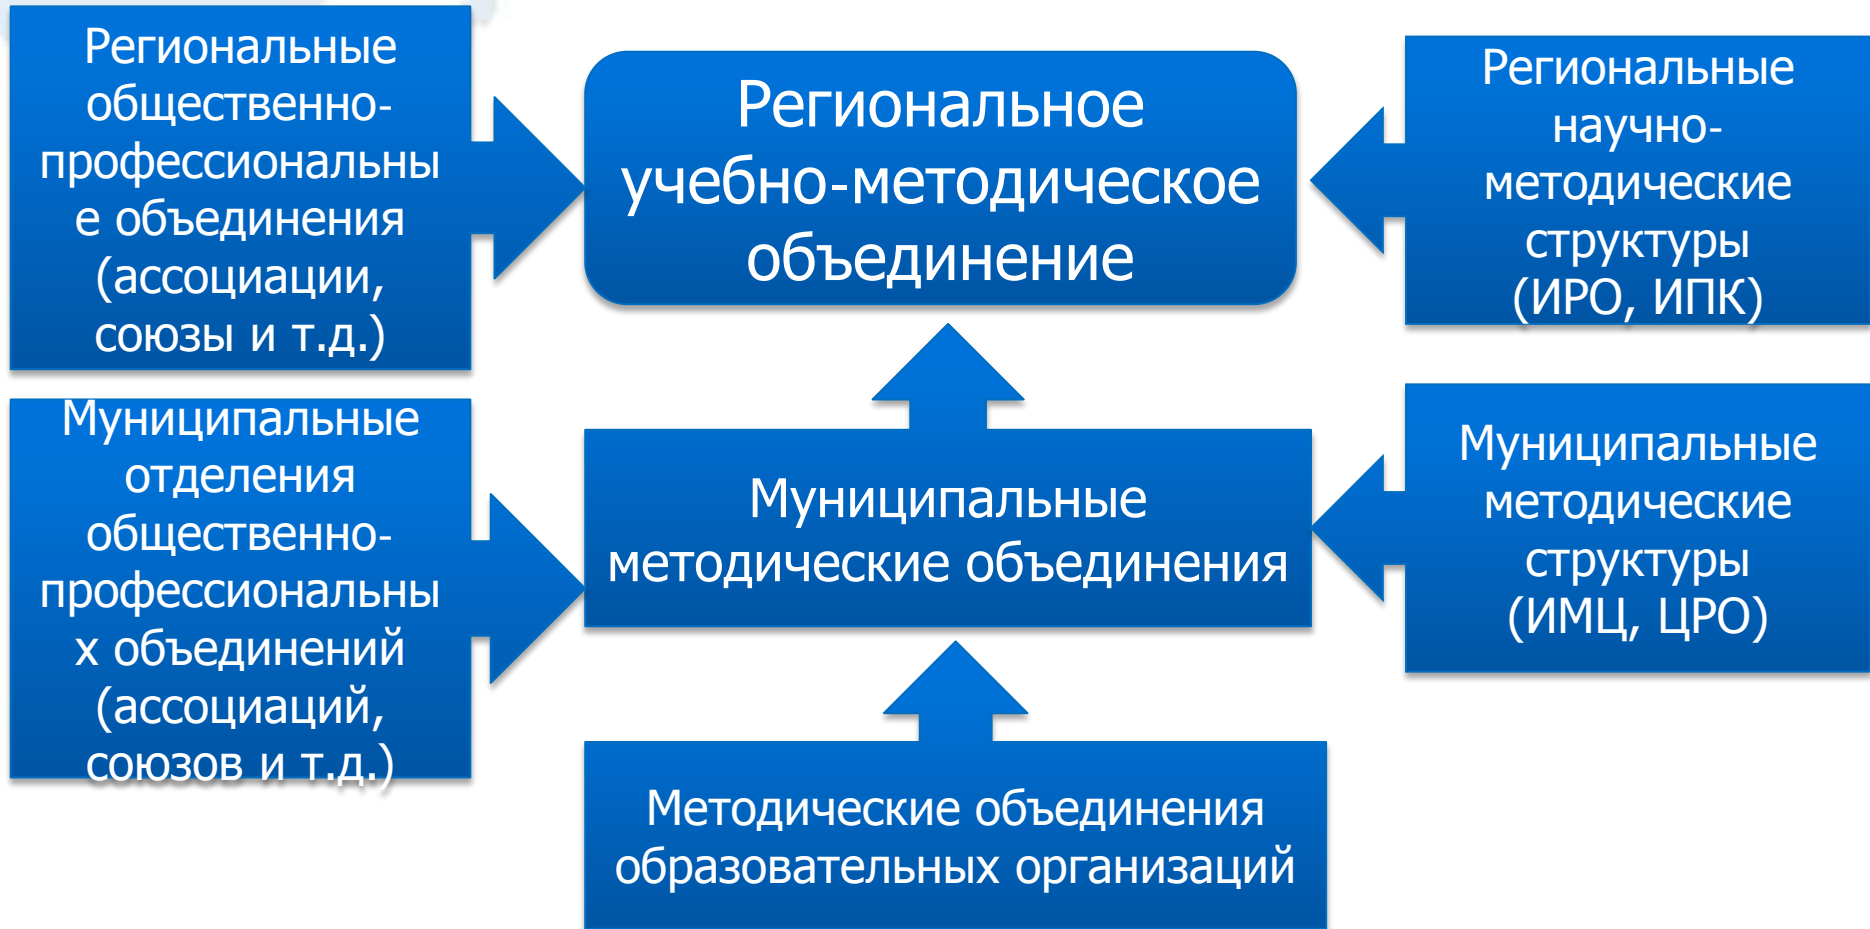 Региональные
общественно-
профессиональны
е объединения
(ассоциации,
союзы и т.д.)
Региональное
учебно-методическое
объединение
Региональные
научно-
методические
структуры
(ИРО, ИПК)
Муниципальные
отделения
общественно-
профессиональны
х объединений
(ассоциаций,
союзов и т.д.)
Муниципальные
методические объединения
Муниципальные
методические
структуры
(ИМЦ, ЦРО)
Методические объединения
образовательных организаций